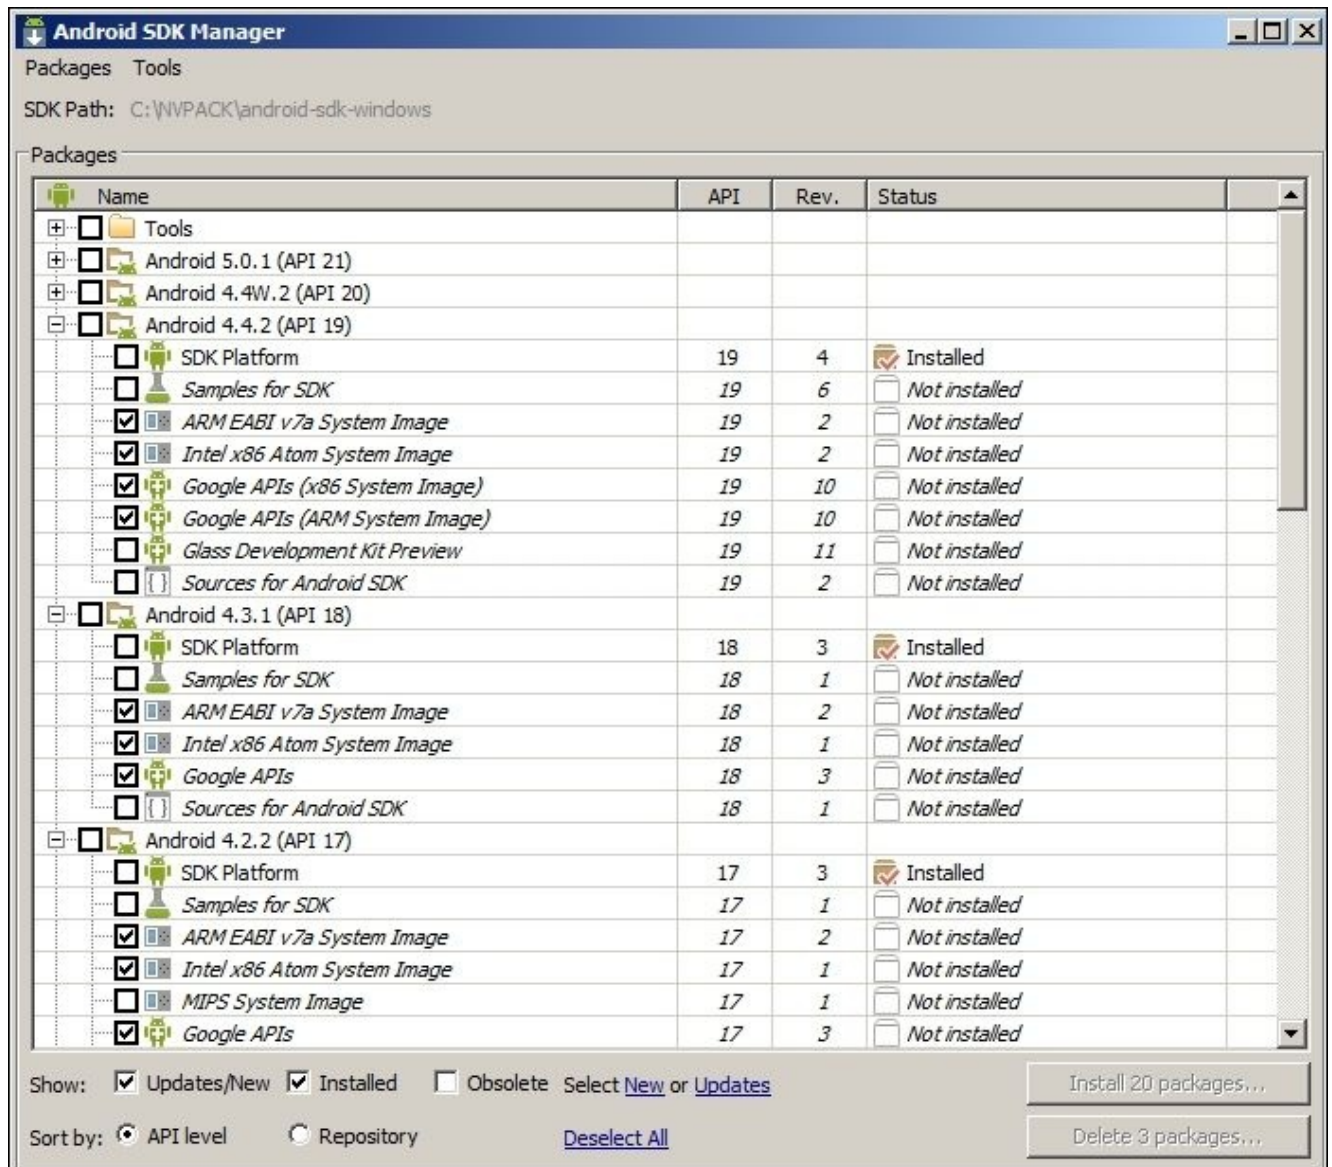 Android SDK Manager
Packages Tools
SDK Path: C:\NVPACK\android-sdk-windows
Packages
Name API Rev. Status
Tools
Android 5.0.1 (API 21)
Android 4.4W.2 (API 20)
Android 4.4.2 (API 19)
SDK Platform 19 4 Installed
Samples for SDK 19 6 Not installed
ARM EABI v7a System Image 19 2 Not installed
Intel x86 Atom System Image 19 2 Not installed
Google APIs (x86 System Image) 19 10 Not installed
Google APIs (ARM System Image) 19 10 Not installed
Glass Development Kit Preview 19 11 Not installed
Sources for Android SDK 19 2 Not installed
Android 4.3.1 (API 18)
SDK Platform 18 3 Installed
Samples for SDK 18 1 Not installed
ARM EABI v7a System Image 18 2 Not installed
Intel x86 Atom System Image 18 1 Not installed
Google APIs 18 3 Not installed
Sources for Android SDK 18 1 Not installed
Android 4.2.2 (API 17)
SDK Platform 17 3 Installed
Samples for SDK 17 1 Not installed
ARM EABI v7a System Image 17 2 Not installed
Intel x86 Atom System Image 17 1 Not installed
MIPS System Image 17 1 Not installed
Google APIs 17 3 Not installed
Show: Updates/New Installed Obsolete Select New or Updates Install 20 packages...
Sort by: API level Repository Deselect All Delete 3 packages...